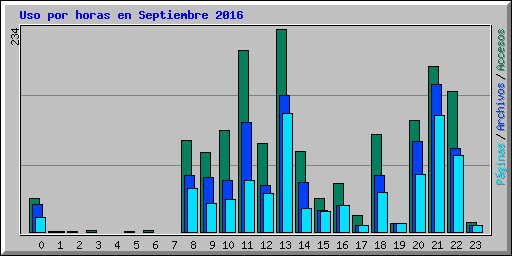 Uso por horas en Septiembre 2016
234
Páginas / Archivos / Accesos
0 1 2 3 4 5 6 7 8 9 10 11 12 13 14 15 16 17 18 19 20 21 22 23